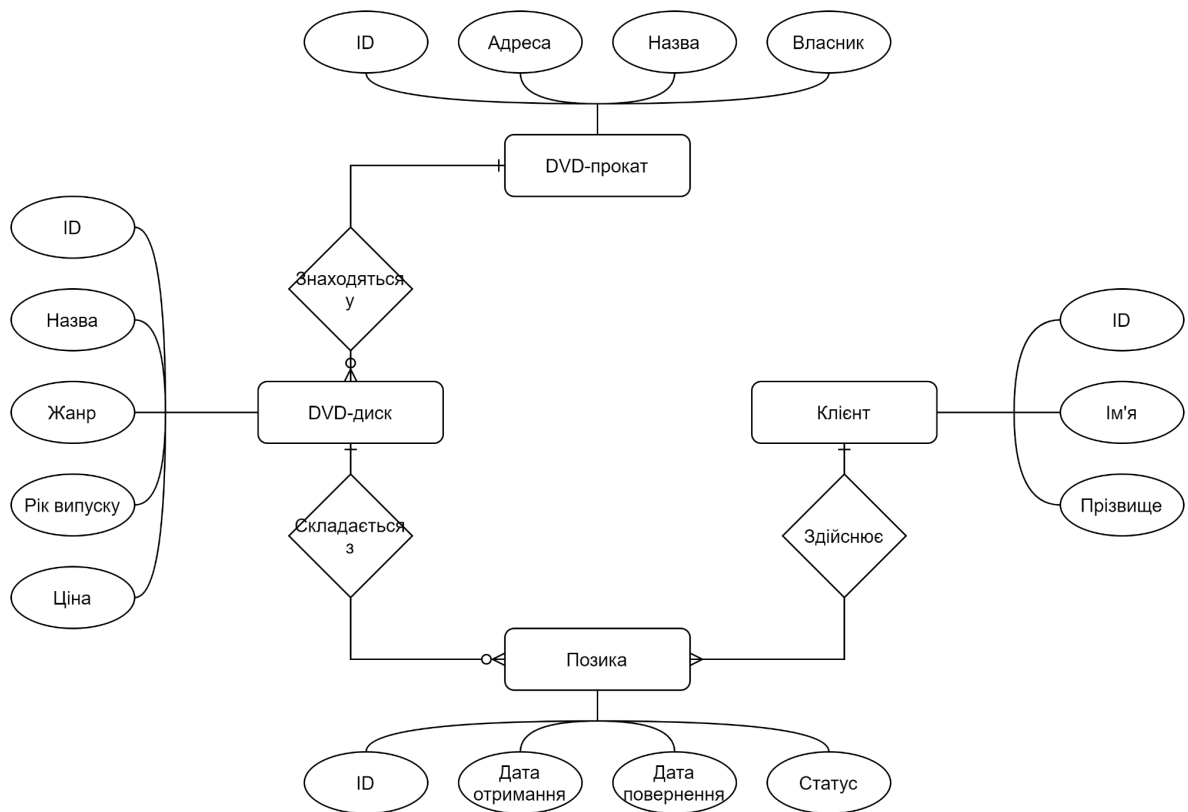 ID
Адреса
Назва
Власник
DVD-прокат
ID
Знаходяться
у
Назва
ID
Жанр
DVD-диск
Клієнт
Ім'я
Рік випуску
Прізвище
Складається
з
Здійснює
Ціна
Позика
ID
Дата
отримання
Дата
повернення
Статус